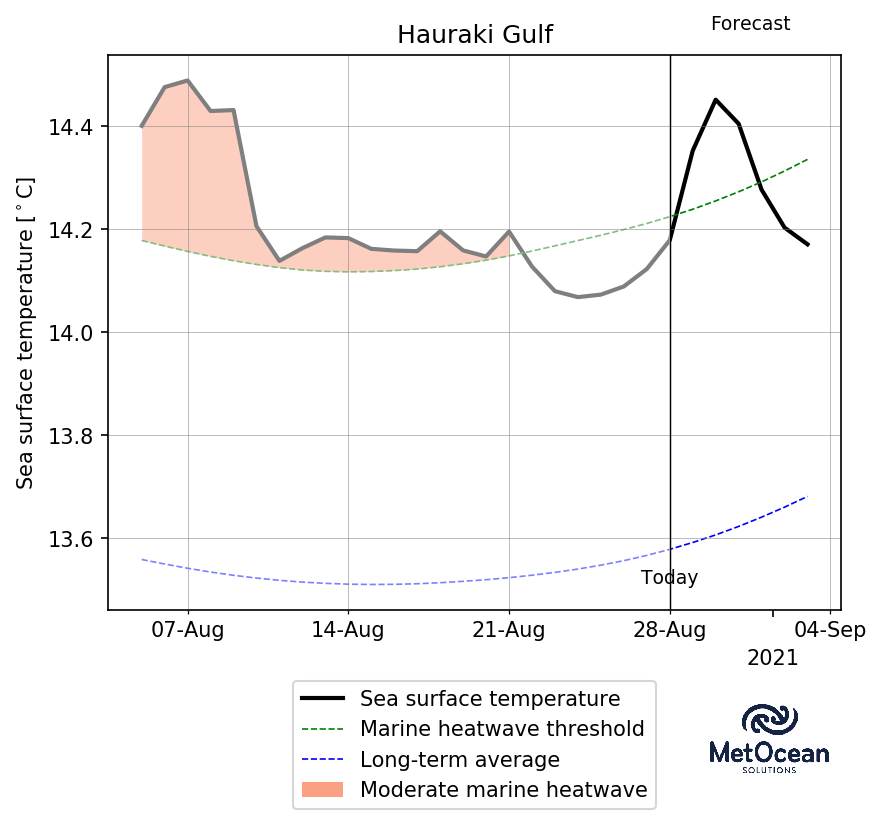 Forecast
Hauraki Gulf
Sea surface temperature [°C]
14.4
14.2
14.0
13.8
13.6
Today
07-Aug
14-Aug
21-Aug
28-Aug
04-Sep
2021
Sea surface temperature
Marine heatwave threshold
Long-term average
Moderate marine heatwave
MetOcean
SOLUTIONS